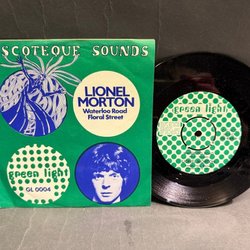 SCOTEQUE SOUNDS
LIONEL
MORTON
Waterloo Road
Floral Street
green light
GL 0004
green light